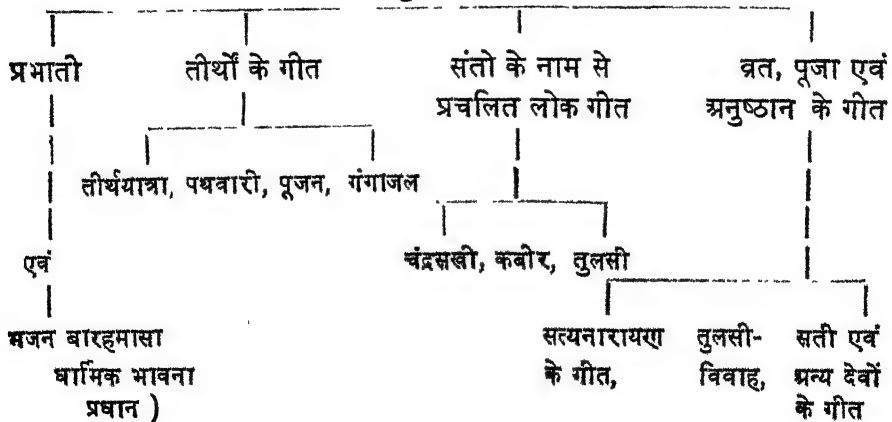 प्रभाती तीर्थों के गीत संतो के नाम से व्रत, पूजा एवं
प्रचलित लोक गीत अनुष्ठान के गीत
तीर्थयात्रा, पथवारी, पूजन, गंगाजल
एवं चंद्रसखी, कबीर, तुलसी
भजन बारहमासा सत्यनारायण तुलसी- सती एवं
धार्मिक भावना के गीत, विवाह, अन्य देवों
प्रधान ) के गीत